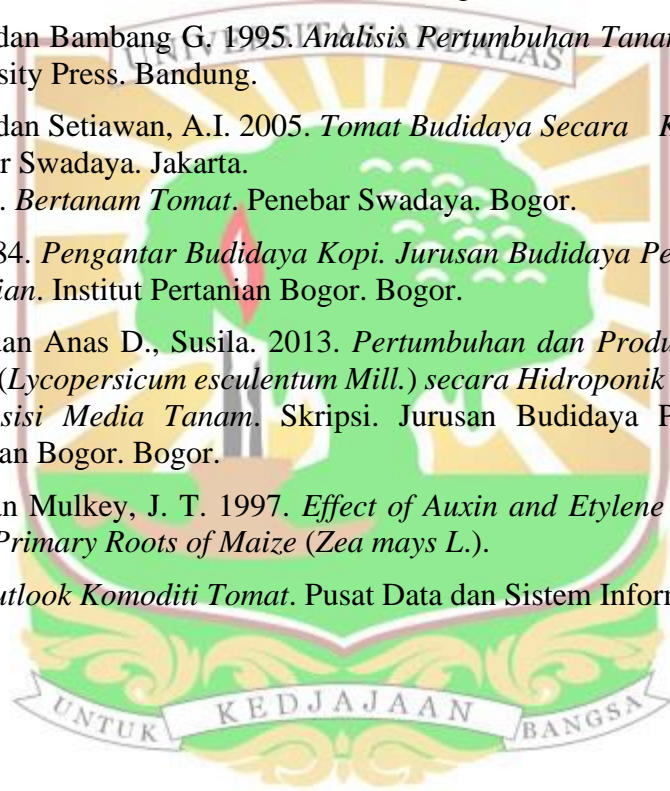 dan Bambang G. 1995. Analisis Pertumbuhan
UNIVERSITAS ANDALAS
sity Press. Bandung.
dan Setiawan, A.I. 2005. Tomat Budidaya Secara K
r Swadaya. Jakarta.
. Bertanam Tomat. Penebar Swadaya. Bogor.
84. Pengantar Budidaya Kopi. Jurusan Budidaya Pe
ian. Institut Pertanian Bogor. Bogor.
an Anas D., Susila. 2013. Pertumbuhan dan Produ
(Lycopersicum esculentum Mill.) secara Hidroponik
sisi Media Tanam. Skripsi. Jurusan Budidaya P
an Bogor. Bogor.
an Mulkey, J. T. 1997. Effect of Auxin and Etylene
Primary Roots of Maize (Zea mays L.).
utlook Komoditi Tomat. Pusat Data dan Sistem Inform
UNTUK KEDJAJAAN BANGSA